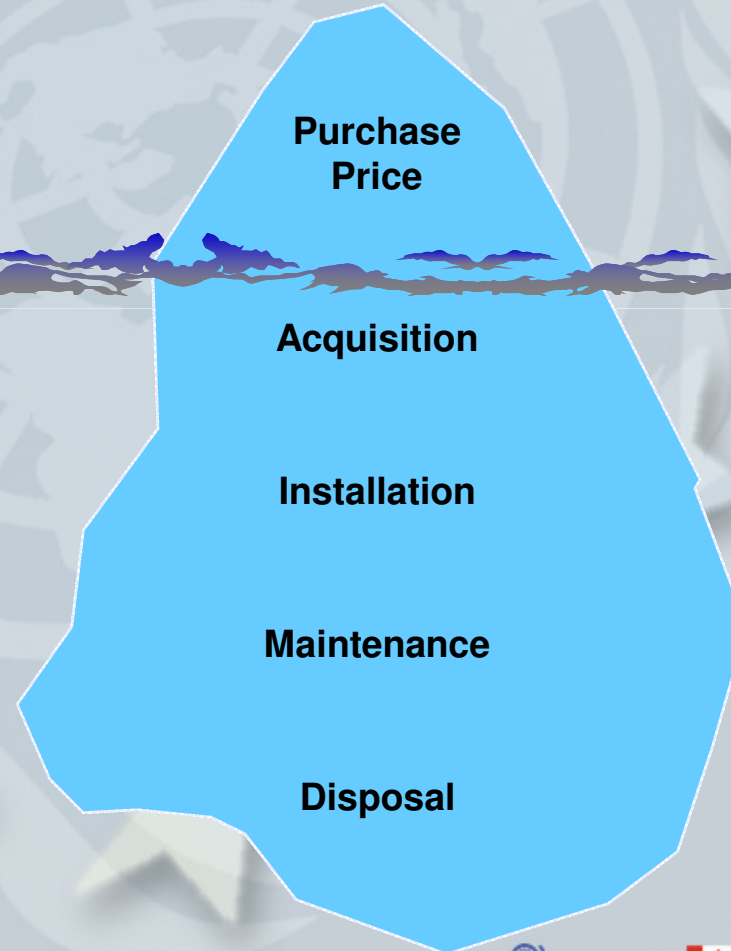 Purchase
Price
Acquisition
Installation
Maintenance
Disposal